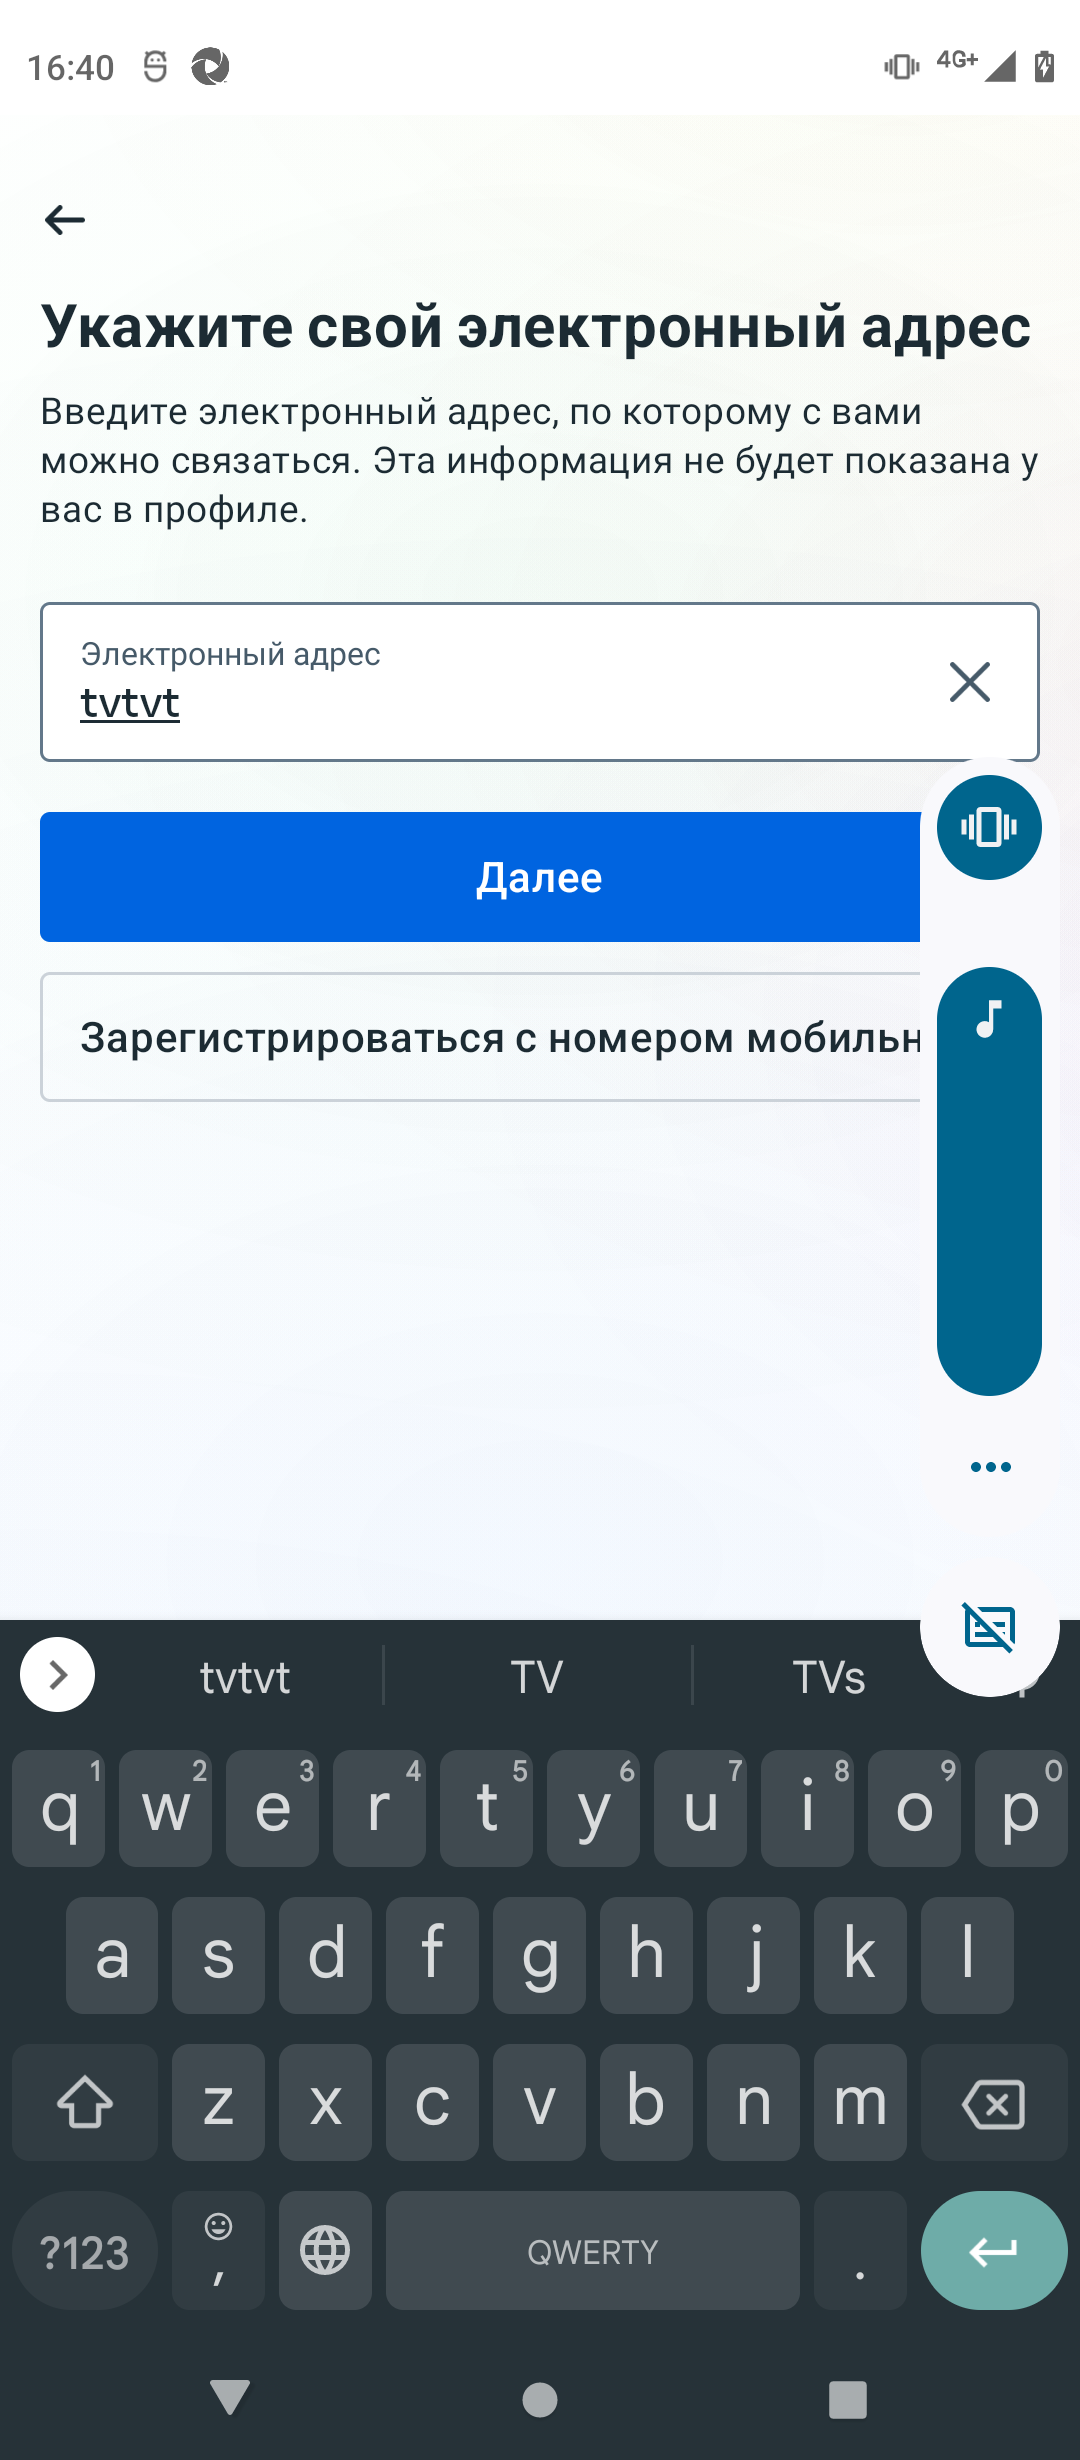 16:40
4G+
Укажите свой электронный адрес
Введите электронный адрес, по которому с вами
можно связаться. Эта информация не будет показана у
вас в профиле.
Электронный адрес
tvtvt
Далее
Зарегистрироваться с номером мобильн
tvtvt TV TVs
1 2 3 4 5 6 7 8 9 0
q w e r t y u i o p
a s d f g h j k l
z x c v b n m
?123 , QWERTY .